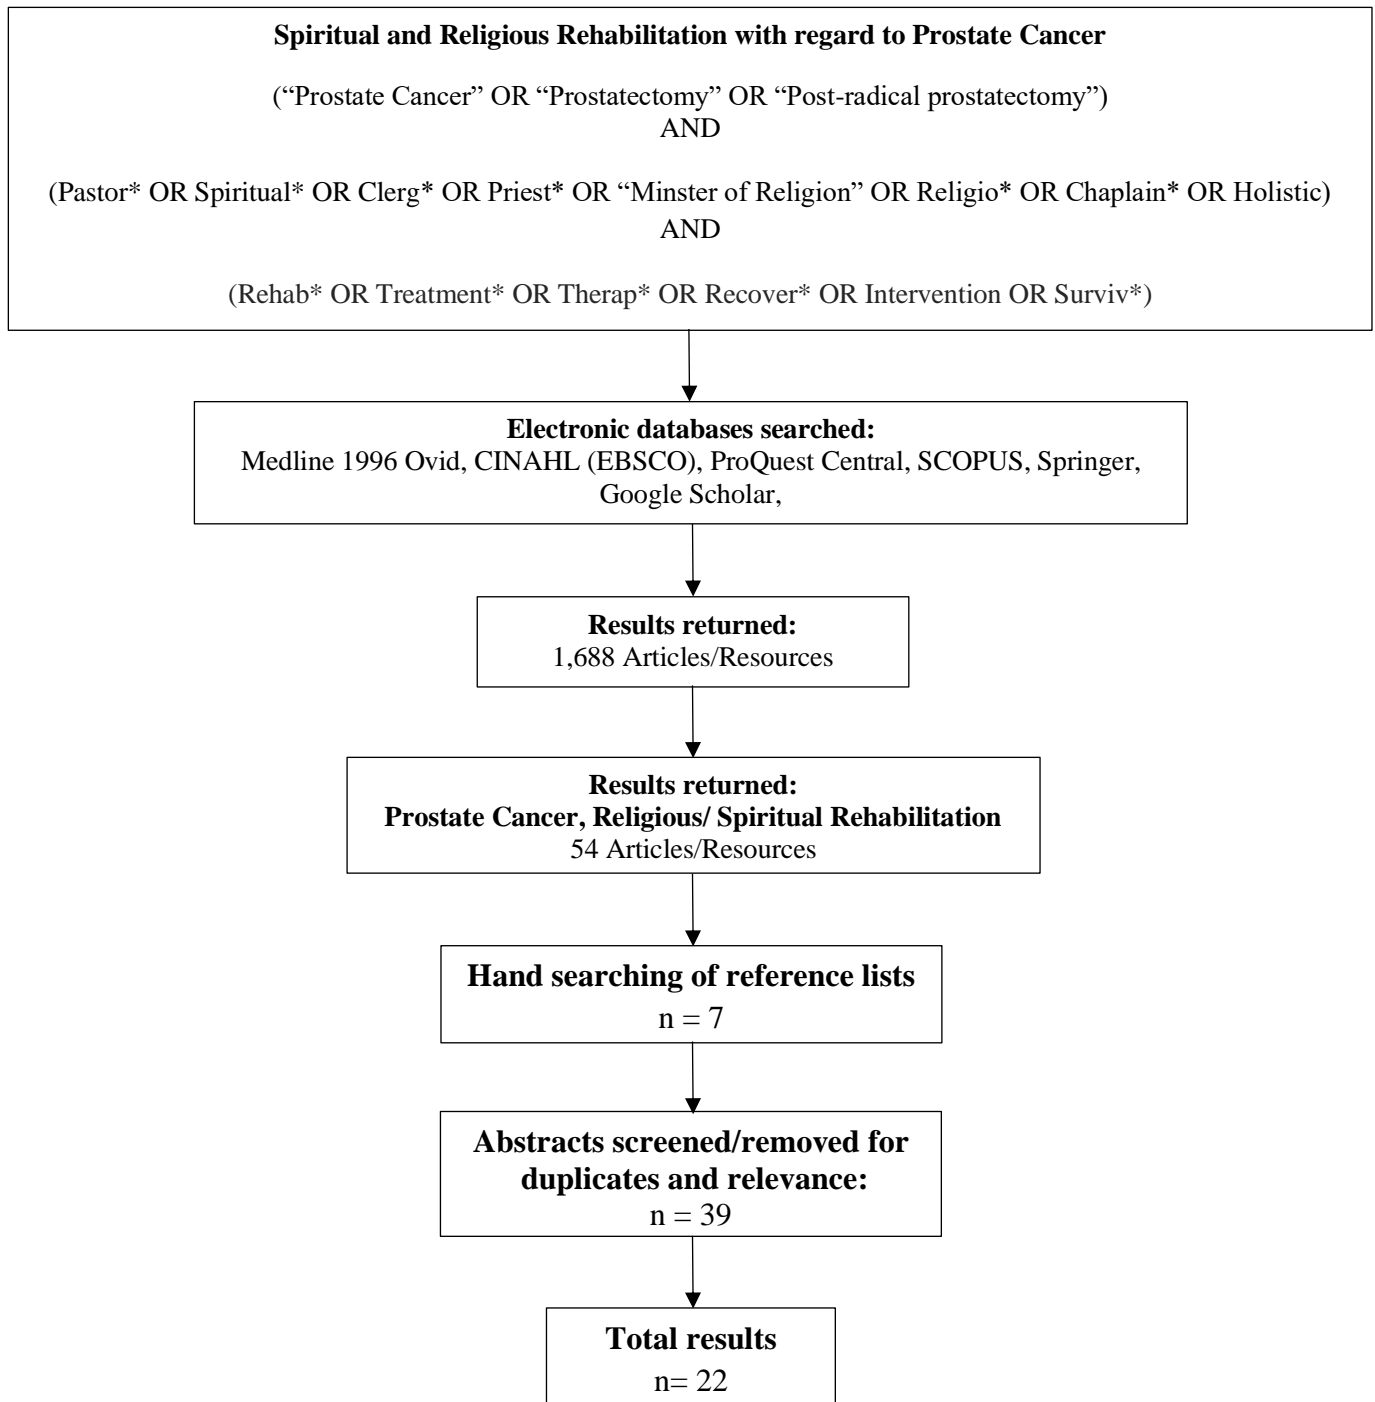 Spiritual and Religious Rehabilitation with regard to Prostate Cancer
(“Prostate Cancer” OR “Prostatectomy” OR “Post-radical prostatectomy”)
AND
(Pastor* OR Spiritual* OR Clerg* OR Priest* OR “Minster of Religion” OR Religio* OR Chaplain* OR Holistic)
AND
(Rehab* OR Treatment* OR Therap* OR Recover* OR Intervention OR Surviv*)
Electronic databases searched:
Medline 1996 Ovid, CINAHL (EBSCO), ProQuest Central, SCOPUS, Springer,
Google Scholar,
Results returned:
1,688 Articles/Resources
Results returned:
Prostate Cancer, Religious/ Spiritual Rehabilitation
54 Articles/Resources
Hand searching of reference lists
n = 7
Abstracts screened/removed for
duplicates and relevance:
n = 39
Total results
n= 22